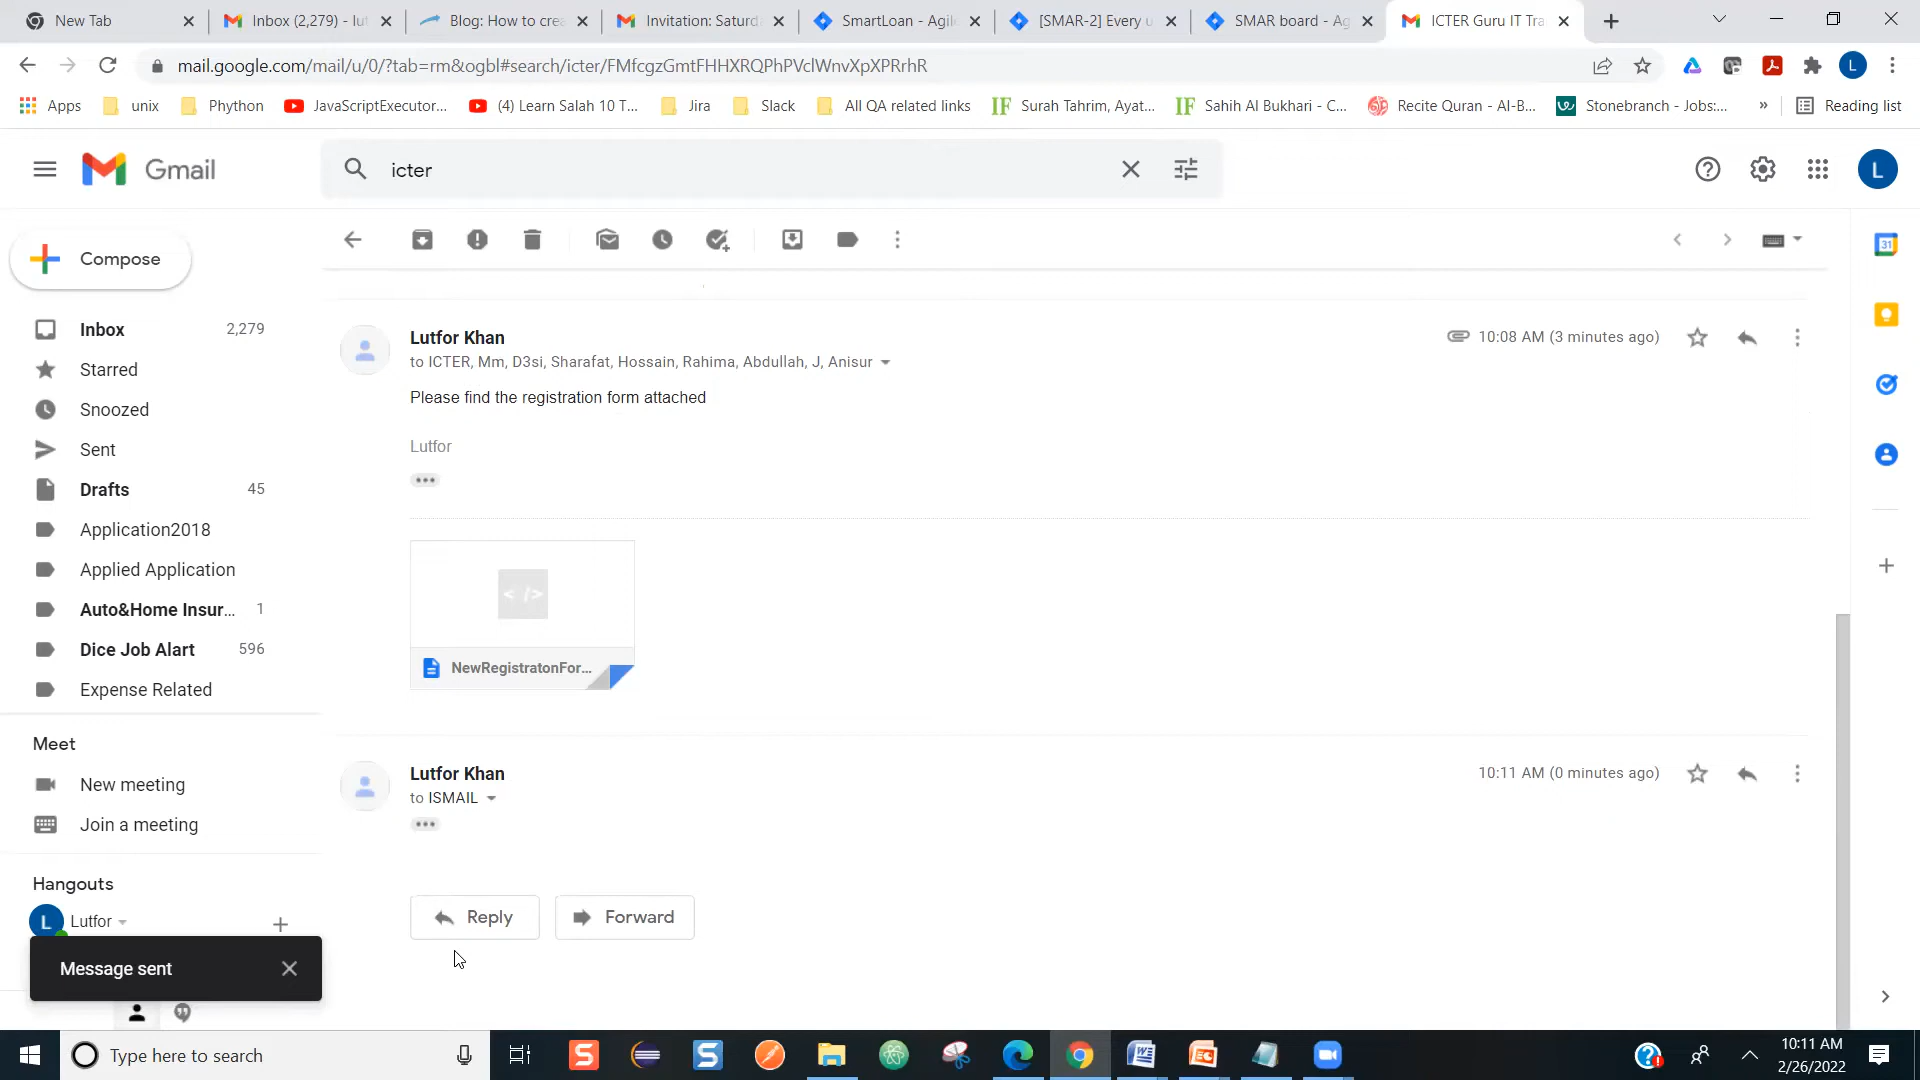 New Tab
Inbox (2,279) - lut
Blog: How to crea
Invitation: Saturda
SmartLoan - Agile
[SMAR-2] Every u
SMAR board - Ag
ICTER Guru IT Tra
mail.google.com/mail/u/0/?tab=rm&ogbl#search/icter/FMfcgzGmtFHHXRQPhPVclWnvXpXPRrhR
L
Apps
unix
Phython
JavaScriptExecutor...
(4) Learn Salah 10 T...
Jira
Slack
All QA related links
Surah Tahrim, Ayat...
Sahih Al Bukhari - C...
Recite Quran - Al-B...
Stonebranch - Jobs:...
»
Reading list
Gmail
icter
L
Compose
Inbox 2,279
Starred
Snoozed
Sent
Drafts 45
Application2018
Applied Application
Auto&Home Insur... 1
Dice Job Alart 596
Expense Related
Meet
New meeting
Join a meeting
Hangouts
L Lutfor
Message sent
Lutfor Khan
10:08 AM (3 minutes ago)
to ICTER, Mm, D3si, Sharafat, Hossain, Rahima, Abdullah, J, Anisur
Please find the registration form attached
Lutfor
NewRegistratonFor...
Lutfor Khan
10:11 AM (0 minutes ago)
to ISMAIL
Reply
Forward
31
Type here to search
10:11 AM
2/26/2022